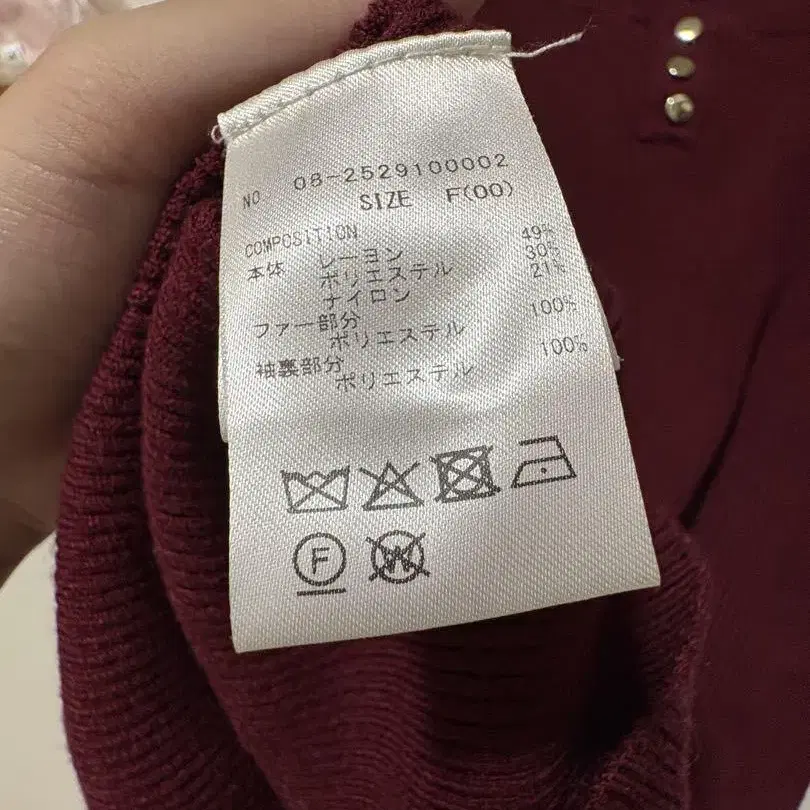 NO 08-2529100002
SIZE F(00)
COMPOSITION
本体 レーヨン 49%
ポリエステル 30%
ナイロン 21%
ファー部分
ポリエステル 100%
袖裏部分
ポリエステル 100%
F W